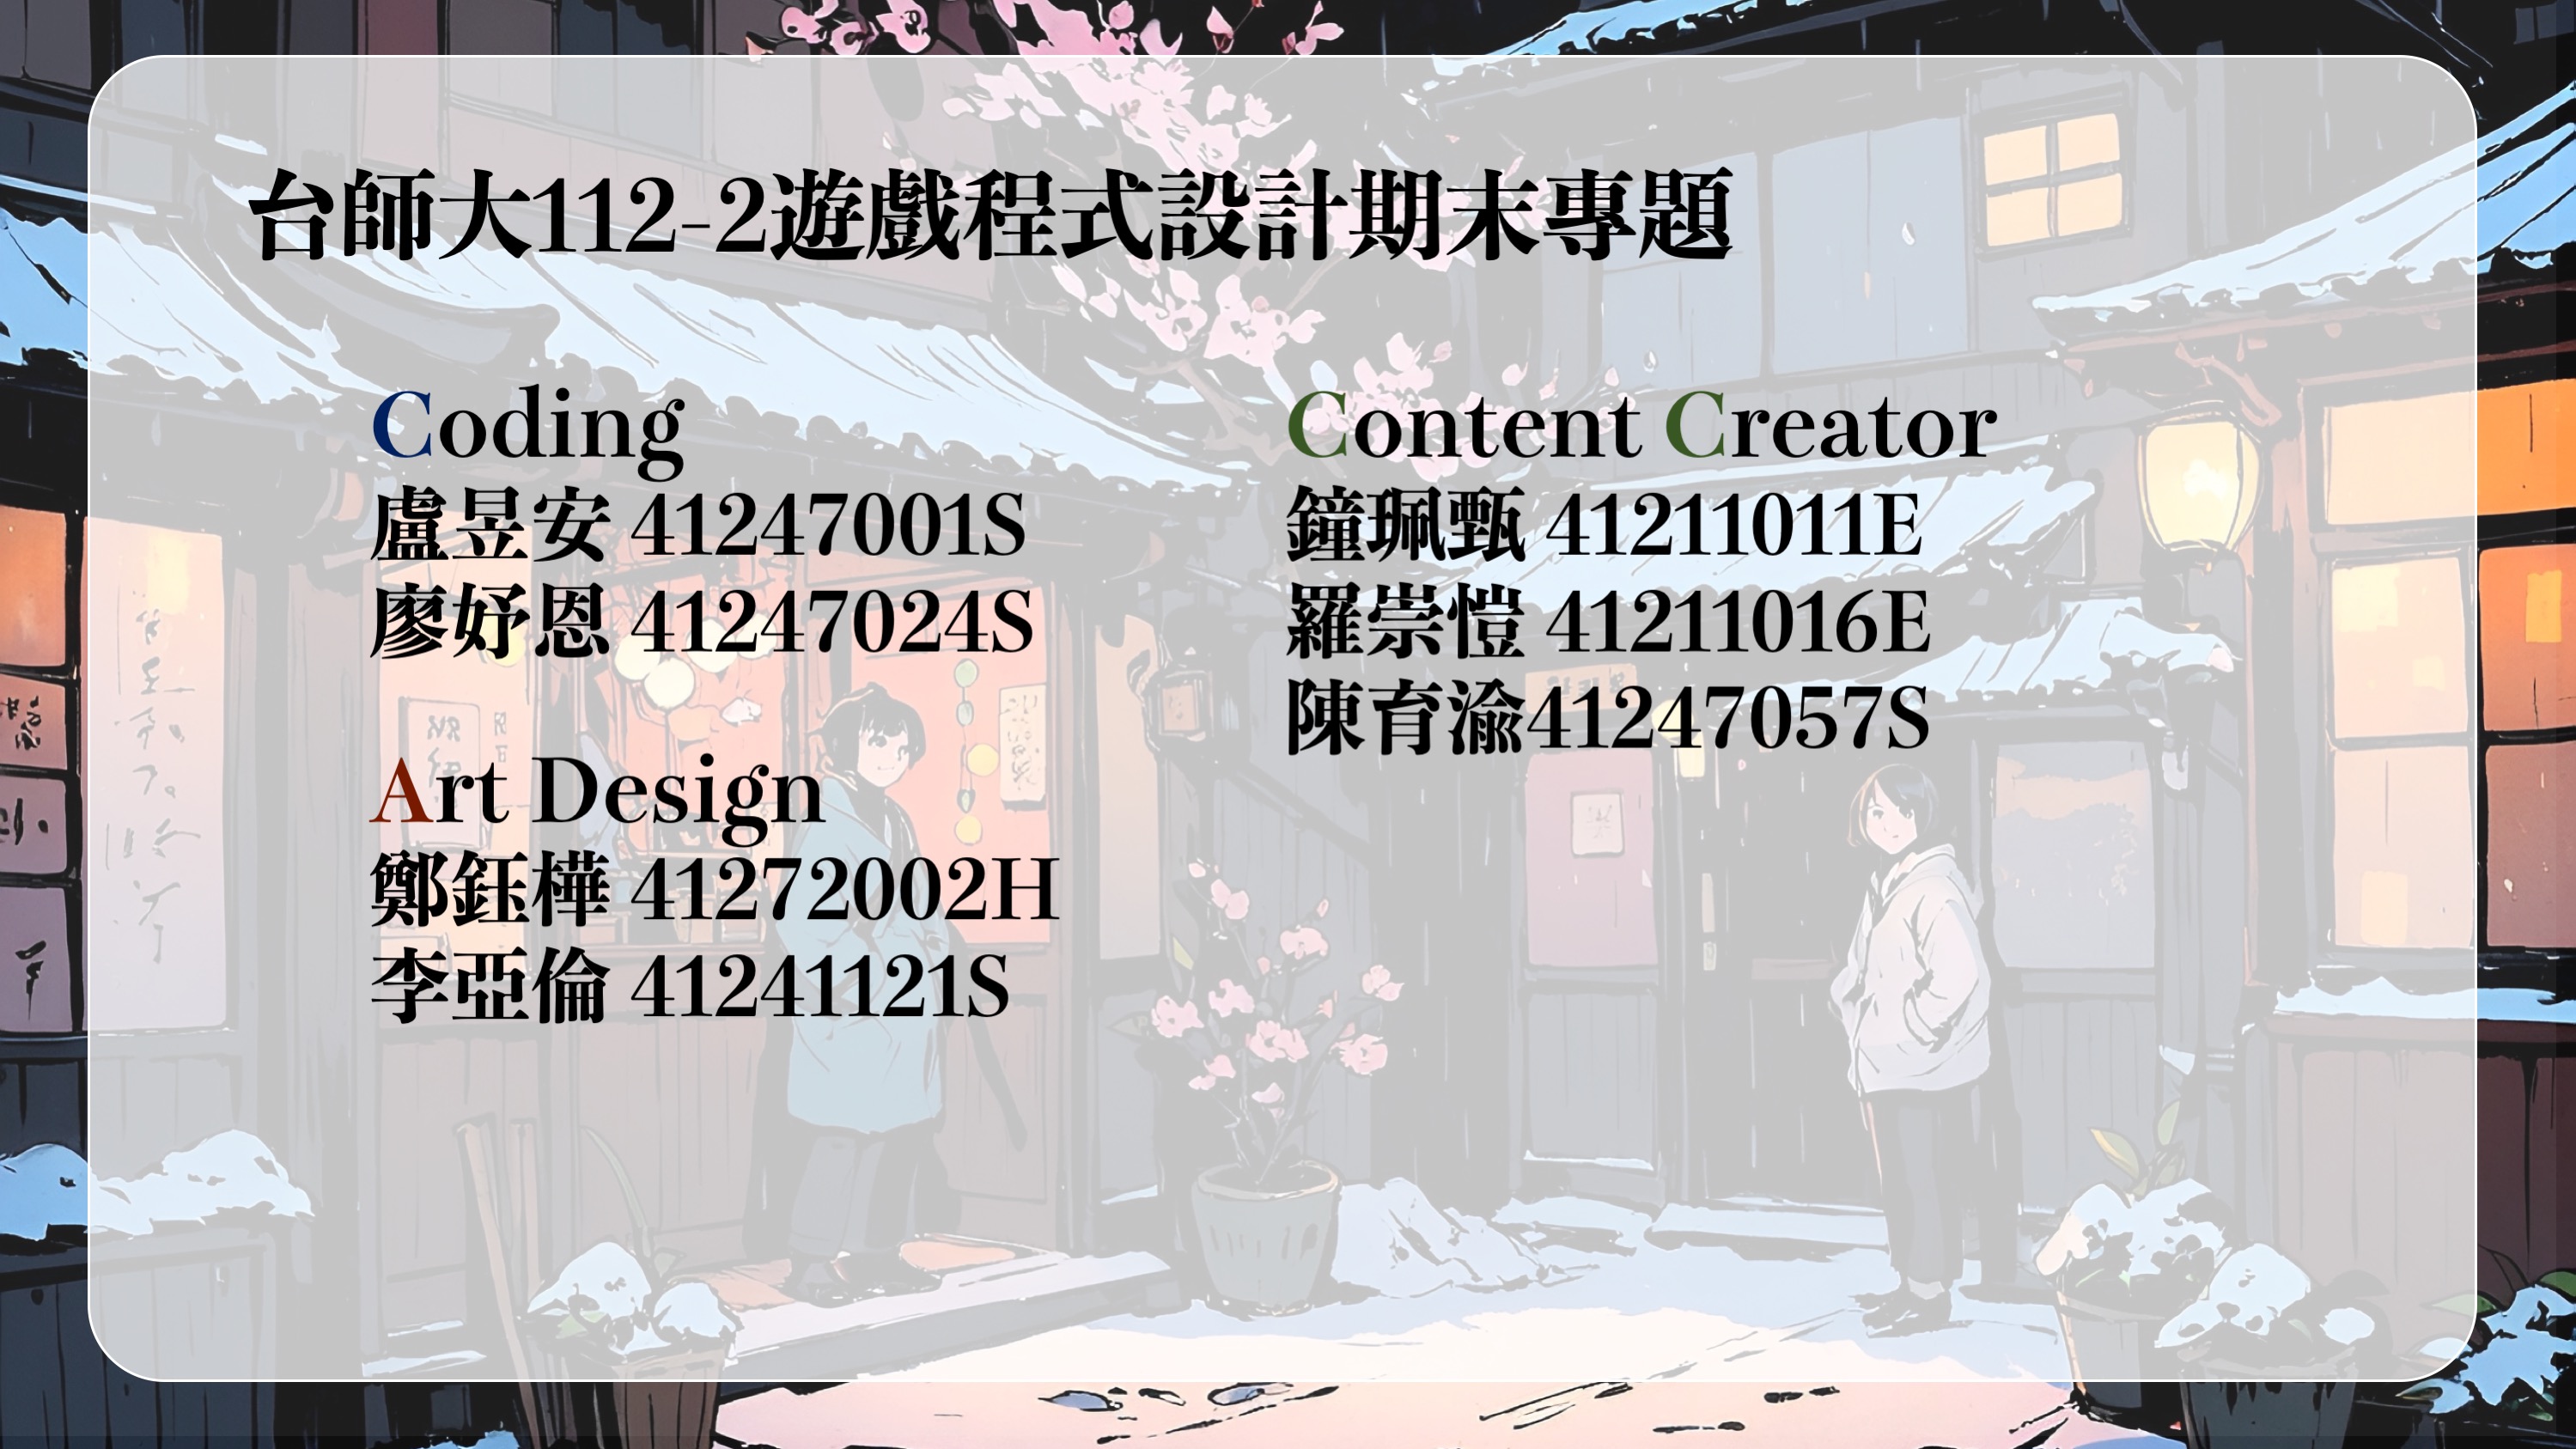 台師大112-2遊戲程式設計期末專題
Coding
盧昱安 41247001S
廖妤恩 41247024S
Art Design
鄭鈺樺 41272002H
李亞倫 41241121S
Content Creator
鐘珮甄 41211011E
羅崇愷 41211016E
陳育渝41247057S